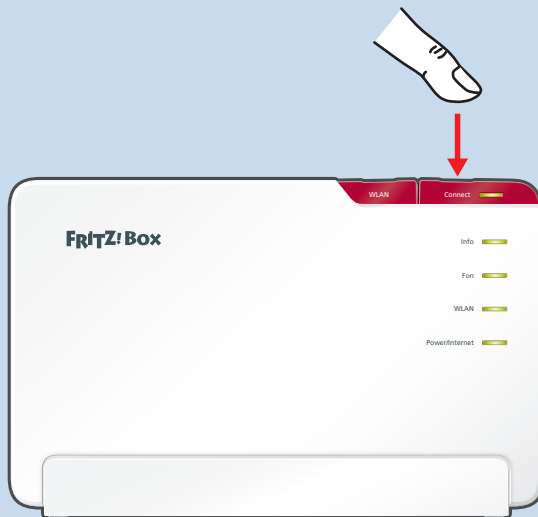 WLAN
Connect
FRITZ! Box
Info
Fon
WLAN
Power/Internet